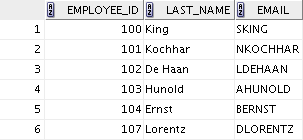 EMPLOYEE_ID LAST_NAME EMAIL
1 100 King SKING
2 101 Kochhar NKOCHHAR
3 102 De Haan LDEHAAN
4 103 Hunold AHUNOLD
5 104 Ernst BERNST
6 107 Lorentz DLORENTZ